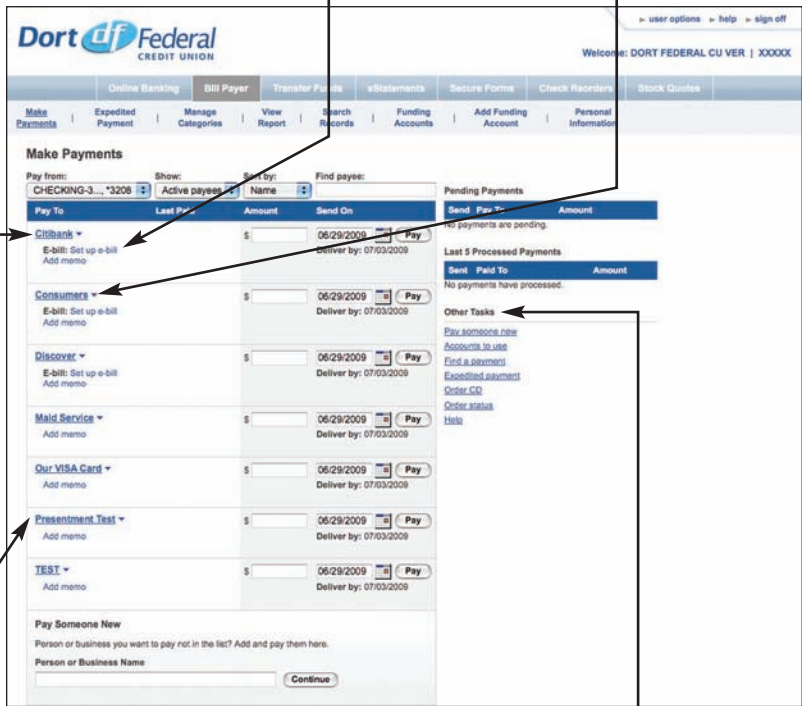 user options help sign off
Dort df Federal
CREDIT UNION
Welcome: DORT FEDERAL CU VER | XXXXX
Online Banking Bill Payer Transfer Funds eStatements Secure Forms Check Reorders Stock Quotes
Make Payments | Expedited Payment | Manage Categories | View Report | Search Records | Funding Accounts | Add Funding Account | Personal Information
Make Payments
Pay from: Show: Sort by: Find payee:
CHECKING-3..., *3208 Active payees Name
Pay To Last Paid Amount Send On
Citibank $ 06/29/2009 Pay
E-bill: Set up e-bill Deliver by: 07/03/2009
Add memo
Consumers $ 06/29/2009 Pay
E-bill: Set up e-bill Deliver by: 07/03/2009
Add memo
Discover $ 06/29/2009 Pay
E-bill: Set up e-bill Deliver by: 07/03/2009
Add memo
Maid Service $ 06/29/2009 Pay
Add memo Deliver by: 07/03/2009
Our VISA Card $ 06/29/2009 Pay
Add memo Deliver by: 07/03/2009
Presentment Test $ 06/29/2009 Pay
Add memo Deliver by: 07/03/2009
TEST $ 06/29/2009 Pay
Add memo Deliver by: 07/03/2009
Pay Someone New
Person or business you want to pay not in the list? Add and pay them here.
Person or Business Name
Continue
Pending Payments
Send Pay To Amount
No payments are pending.
Last 5 Processed Payments
Sent Paid To Amount
No payments have processed.
Other Tasks
Pay someone new
Accounts to use
Find a payment
Expedited payment
Order CD
Order status
Help